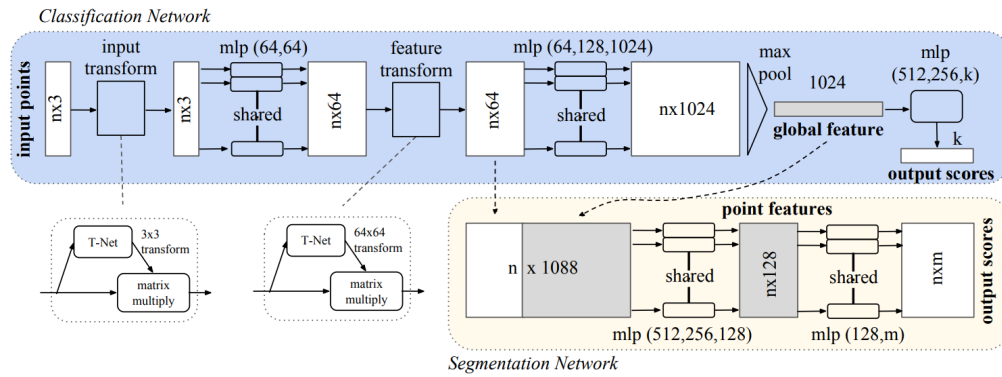 Classification Network
input
transform
mlp (64,64)
feature
transform
mlp (64,128,1024)
max
pool
mlp
(512,256,k)
1024
input points
nx3
nx3
shared
nx64
nx64
shared
nx1024
global feature
k
output scores
T-Net
3x3
transform
matrix
multiply
T-Net
64x64
transform
matrix
multiply
point features
n x 1088
shared
nx128
shared
nxm
output scores
mlp (512,256,128)
mlp (128,m)
Segmentation Network